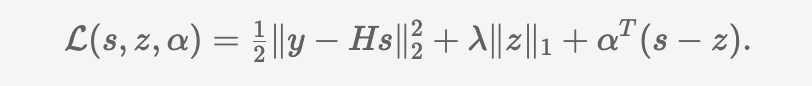 ℒ(s, z, α) = ½‖y − Hs‖₂² + λ‖z‖₁ + αᵀ(s − z).